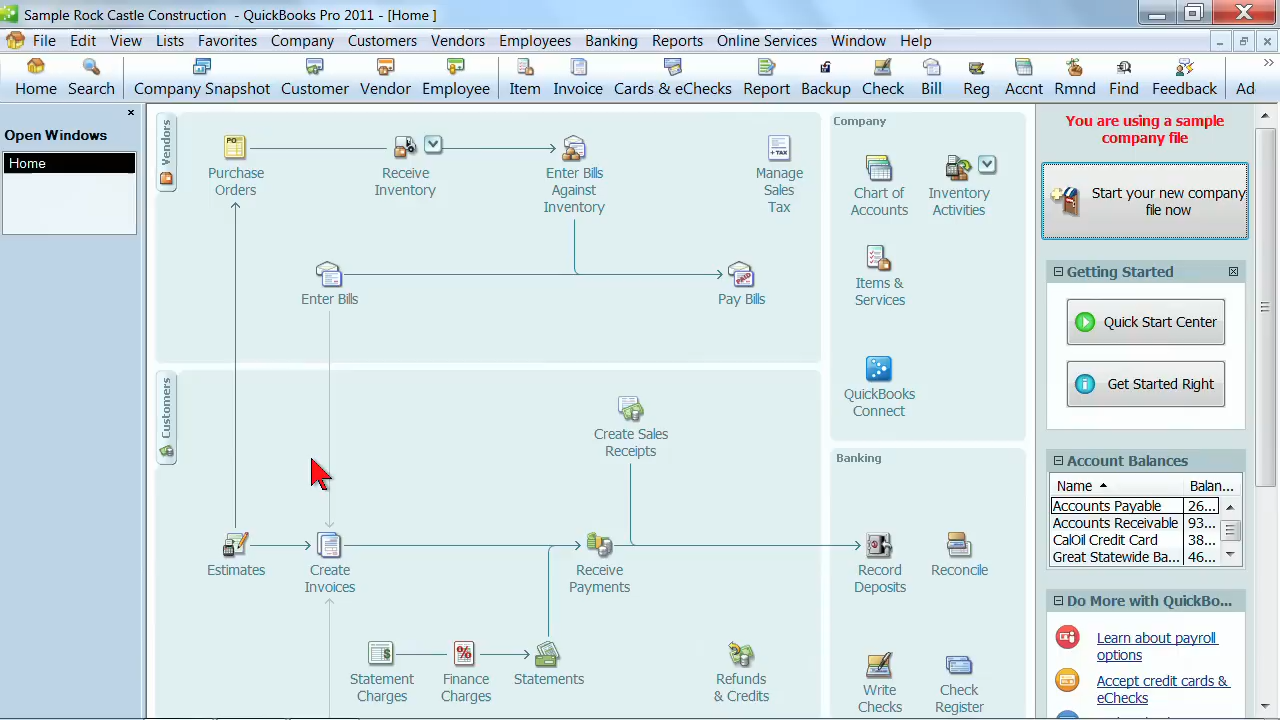 Sample Rock Castle Construction - QuickBooks Pro 2011 - [Home ]
File Edit View Lists Favorites Company Customers Vendors Employees Banking Reports Online Services Window Help
Home Search Company Snapshot Customer Vendor Employee Item Invoice Cards & eChecks Report Backup Check Bill Reg Accnt Rmnd Find Feedback Ad
Open Windows
Home
Vendors
PO
Purchase
Orders
Receive
Inventory
Enter Bills
Against
Inventory
+ TAX
Manage
Sales
Tax
Enter Bills
Pay Bills
Customers
Create Sales
Receipts
Estimates
Create
Invoices
Receive
Payments
Statement
Charges
Finance
Charges
Statements
Refunds
& Credits
Company
Chart of
Accounts
Inventory
Activities
Items &
Services
QuickBooks
Connect
Banking
Record
Deposits
Reconcile
Write
Checks
Check
Register
You are using a sample
company file
Start your new company
file now
Getting Started
Quick Start Center
Get Started Right
Account Balances
Name Balan...
Accounts Payable 26...
Accounts Receivable 93...
CalOil Credit Card 38...
Great Statewide Ba... 46...
Do More with QuickBo...
Learn about payroll
options
Accept credit cards &
eChecks